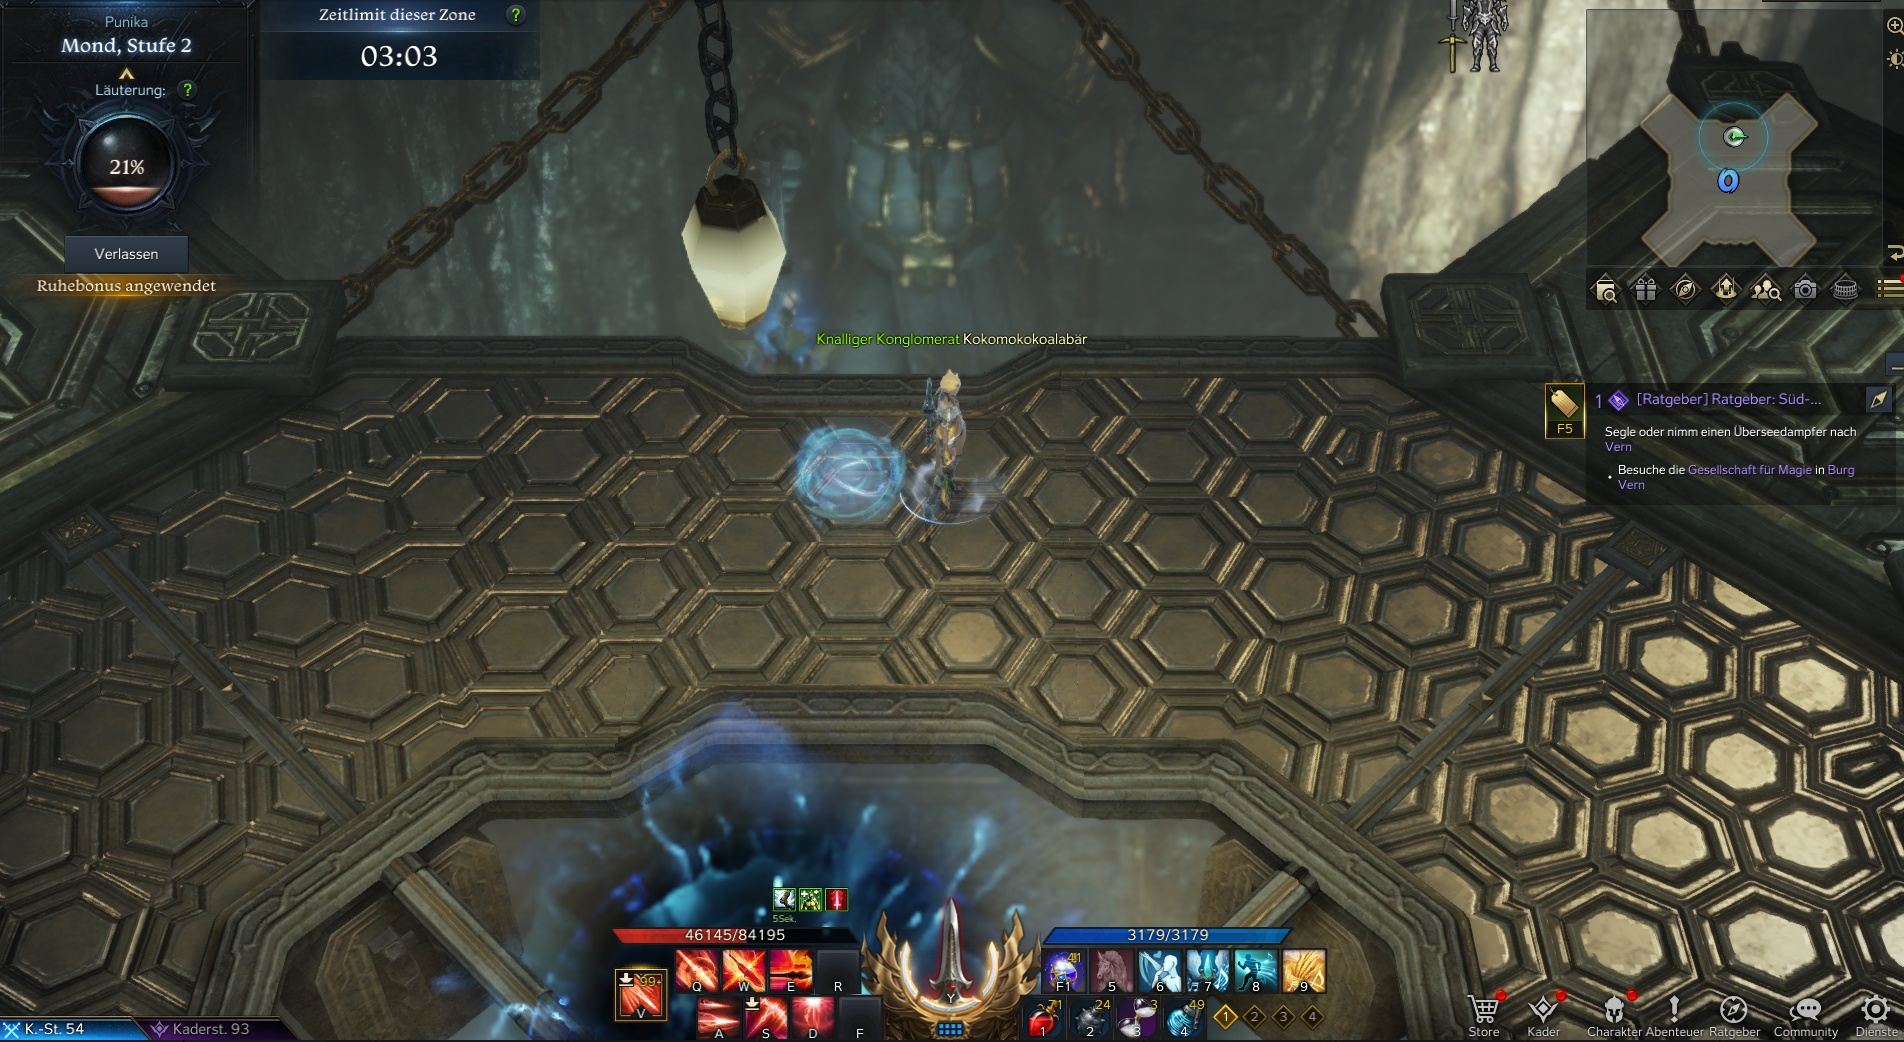 Punika
Mond, Stufe 2
Läuterung: ?
21%
Verlassen
Ruhebonus angewendet
Zeitlimit dieser Zone ?
03:03
Knalliger Konglomerat Kokomokokoalabär
F5
1 [Ratgeber] Ratgeber: Süd-...
Segle oder nimm einen Überseedampfer nach
Vern
• Besuche die Gesellschaft für Magie in Burg
Vern
5Sek.
46145/84195
3179/3179
99+
V
Q W E R
A S D F
Y
41
F1 5 6 7 8 9
71 24 3 49
1 2 3 4
1 2 3 4
K.-St. 54
Kaderst. 93
Store Kader Charakter Abenteuer Ratgeber Community Dienste